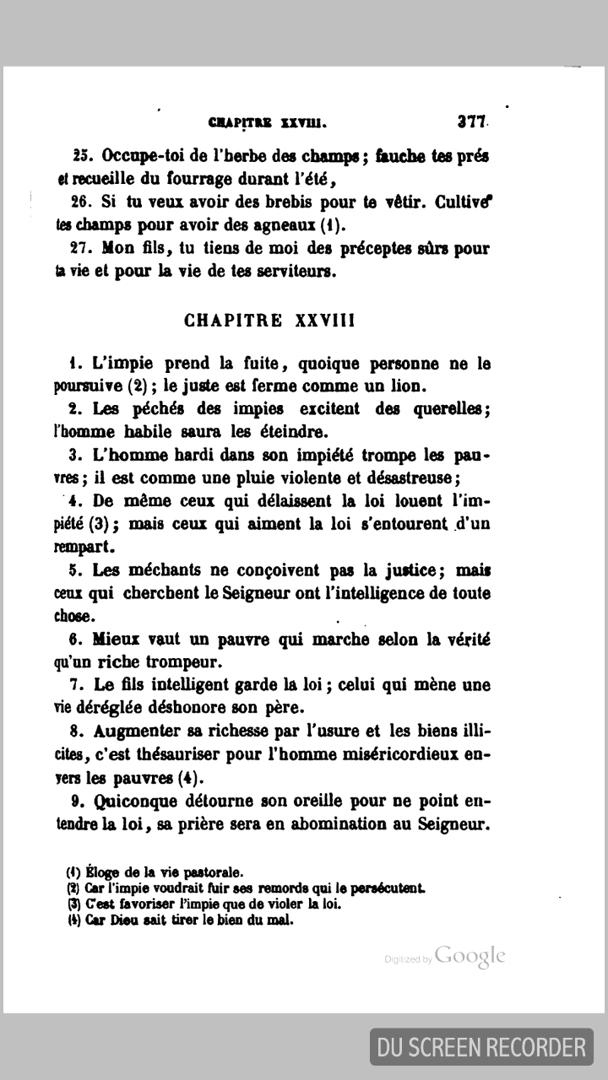 CHAPITRE XXVIII. 377
25. Occupe-toi de l'herbe des champs; fauche tes prés
et recueille du fourrage durant l'été,
26. Si tu veux avoir des brebis pour te vêtir. Cultive
tes champs pour avoir des agneaux (1).
27. Mon fils, tu tiens de moi des préceptes sûrs pour
ta vie et pour la vie de tes serviteurs.
CHAPITRE XXVIII
1. L'impie prend la fuite, quoique personne ne le
poursuive (2); le juste est ferme comme un lion.
2. Les péchés des impies excitent des querelles;
l'homme habile saura les éteindre.
3. L'homme hardi dans son impiété trompe les pau-
vres; il est comme une pluie violente et désastreuse;
4. De même ceux qui délaissent la loi louent l'im-
piété (3); mais ceux qui aiment la loi s'entourent d'un
rempart.
5. Les méchants ne conçoivent pas la justice; mais
ceux qui cherchent le Seigneur ont l'intelligence de toute
chose.
6. Mieux vaut un pauvre qui marche selon la vérité
qu'un riche trompeur.
7. Le fils intelligent garde la loi; celui qui mène une
vie déréglée déshonore son père.
8. Augmenter sa richesse par l'usure et les biens illi-
cites, c'est thésauriser pour l'homme miséricordieux en-
vers les pauvres (4).
9. Quiconque détourne son oreille pour ne point en-
tendre la loi, sa prière sera en abomination au Seigneur.
(1) Éloge de la vie pastorale.
(2) Car l'impie voudrait fuir ses remords qui le persécutent.
(3) C'est favoriser l'impie que de violer la loi.
(4) Car Dieu sait tirer le bien du mal.
Digitized by Google
DU SCREEN RECORDER